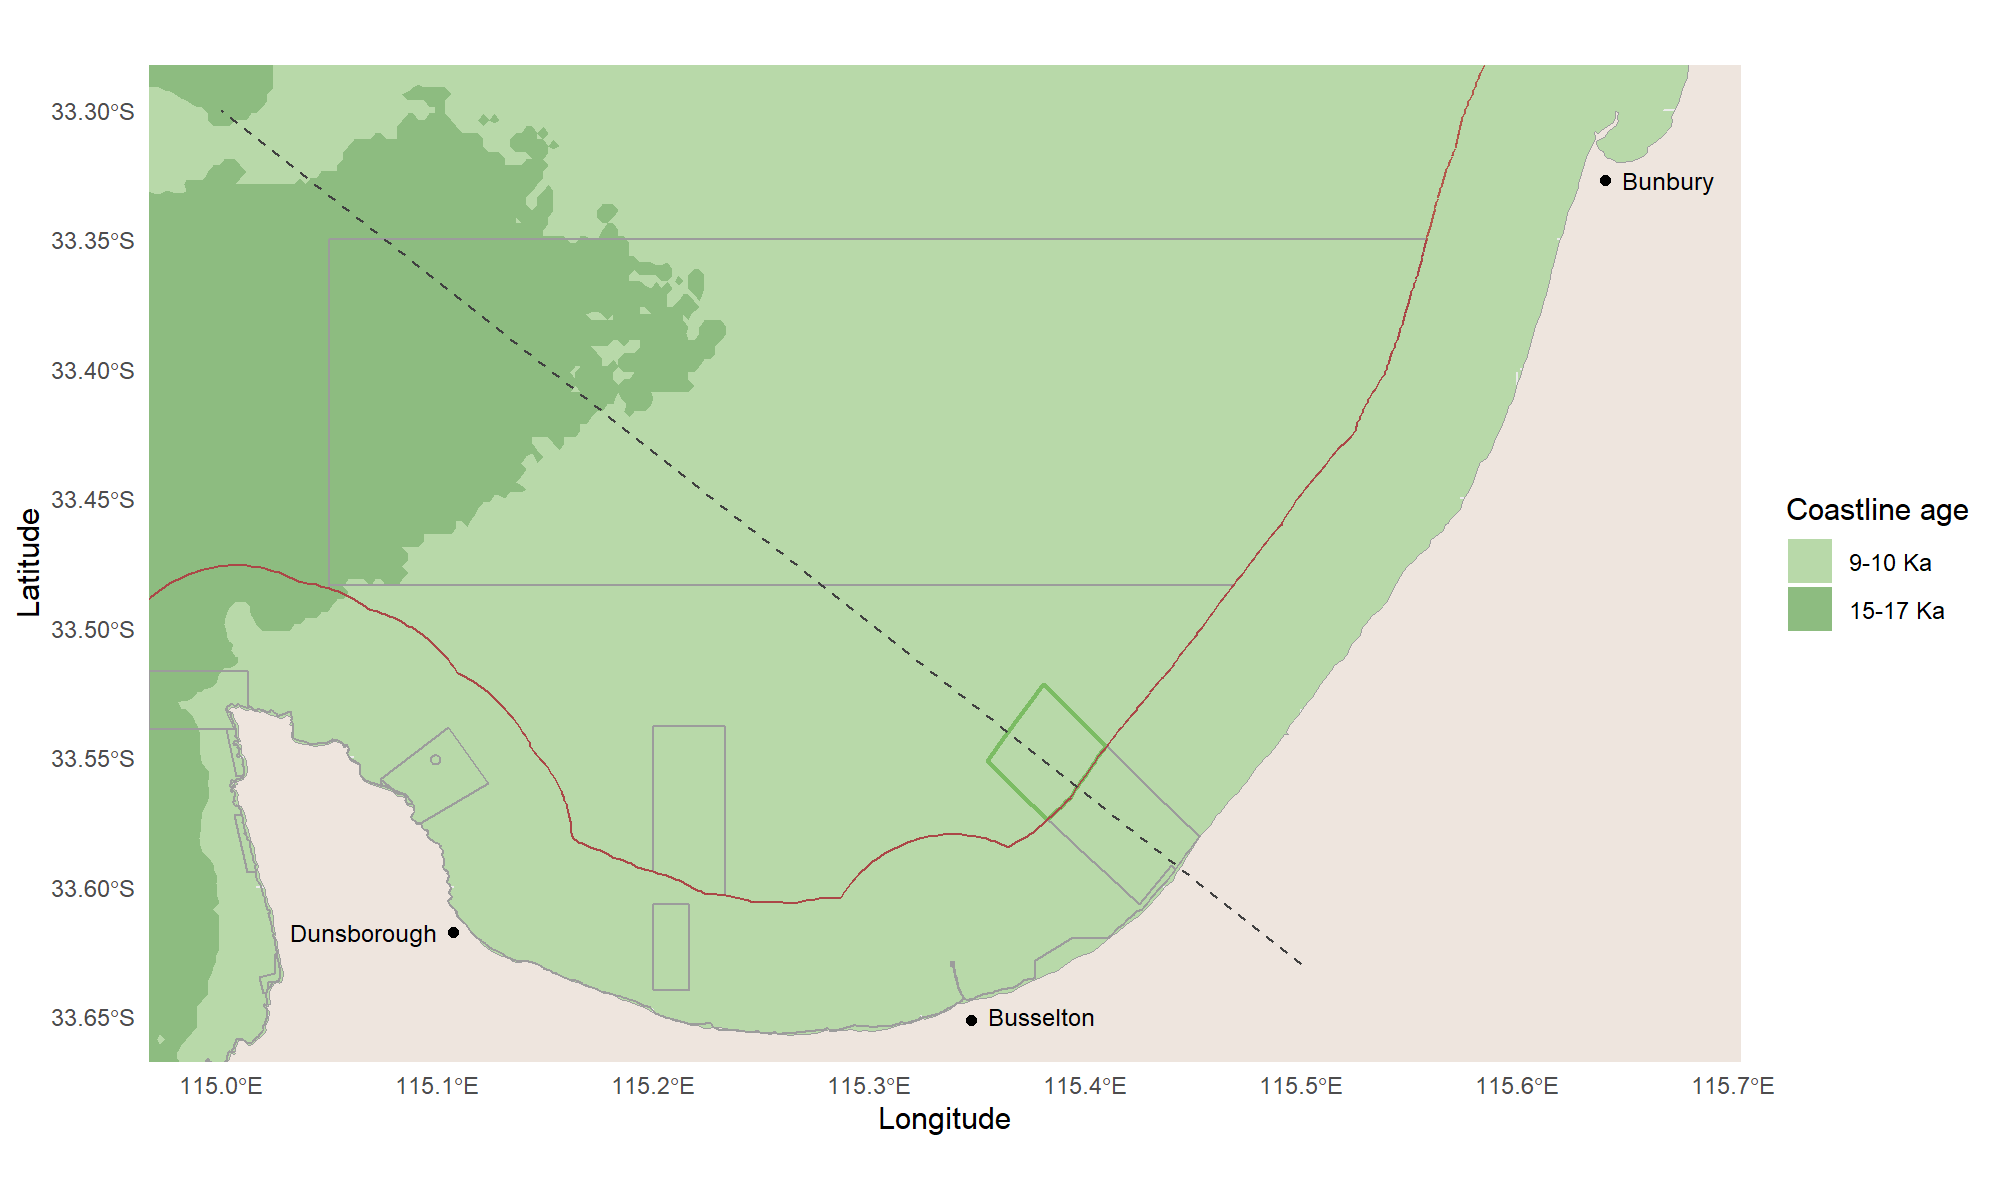 33.30°S
33.35°S
33.40°S
33.45°S
33.50°S
33.55°S
33.60°S
33.65°S
Latitude
Bunbury
Dunsborough
Busselton
115.0°E
115.1°E
115.2°E
115.3°E
115.4°E
115.5°E
115.6°E
115.7°E
Longitude
Coastline age
9-10 Ka
15-17 Ka